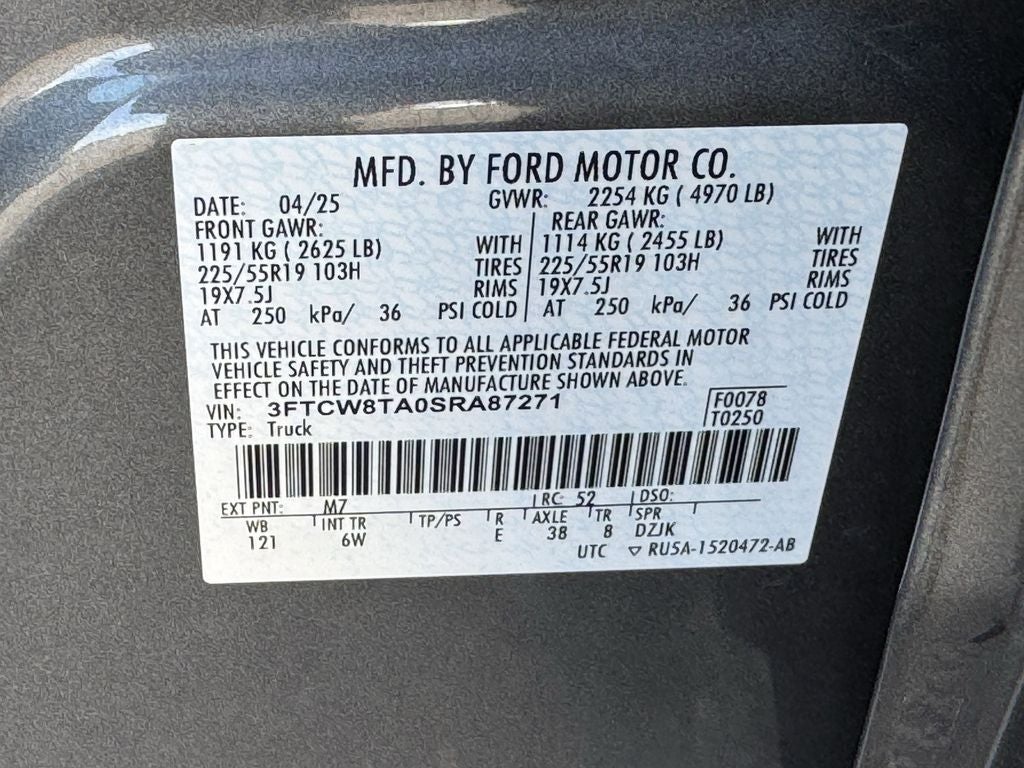 MFD. BY FORD MOTOR CO.
DATE: 04/25 GVWR: 2254 KG ( 4970 LB)
FRONT GAWR: REAR GAWR:
1191 KG ( 2625 LB) WITH 1114 KG ( 2455 LB) WITH
225/55R19 103H TIRES 225/55R19 103H TIRES
19X7.5J RIMS 19X7.5J RIMS
AT 250 kPa/ 36 PSI COLD AT 250 kPa/ 36 PSI COLD
THIS VEHICLE CONFORMS TO ALL APPLICABLE FEDERAL MOTOR
VEHICLE SAFETY AND THEFT PREVENTION STANDARDS IN
EFFECT ON THE DATE OF MANUFACTURE SHOWN ABOVE.
VIN: 3FTCW8TA0SRA87271 F0078
TYPE: Truck T0250
EXT PNT: M7 RC: 52 DSO:
WB INT TR TP/PS R AXLE TR SPR
121 6W E 38 8 DZJK
UTC ▽ RU5A-1520472-AB